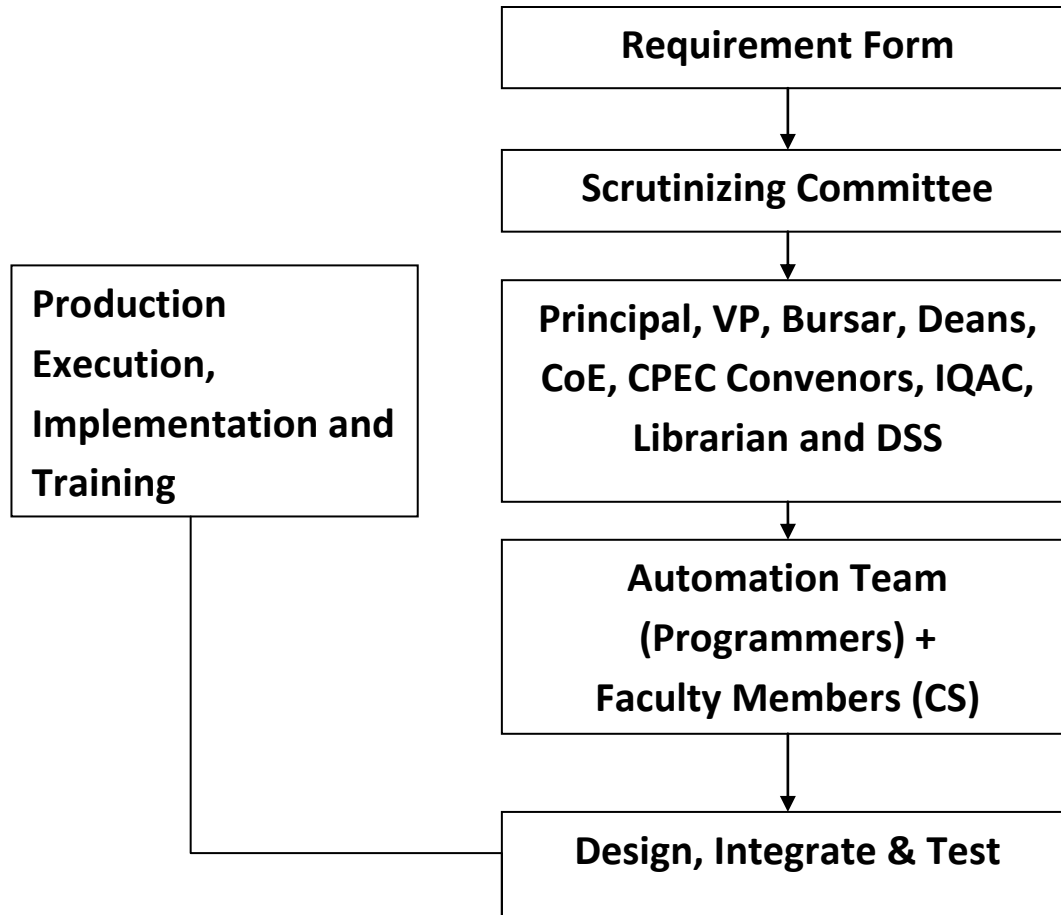 Requirement Form
Scrutinizing Committee
Principal, VP, Bursar, Deans,
CoE, CPEC Convenors, IQAC,
Librarian and DSS
Production
Execution,
Implementation and
Training
Automation Team
(Programmers) +
Faculty Members (CS)
Design, Integrate & Test